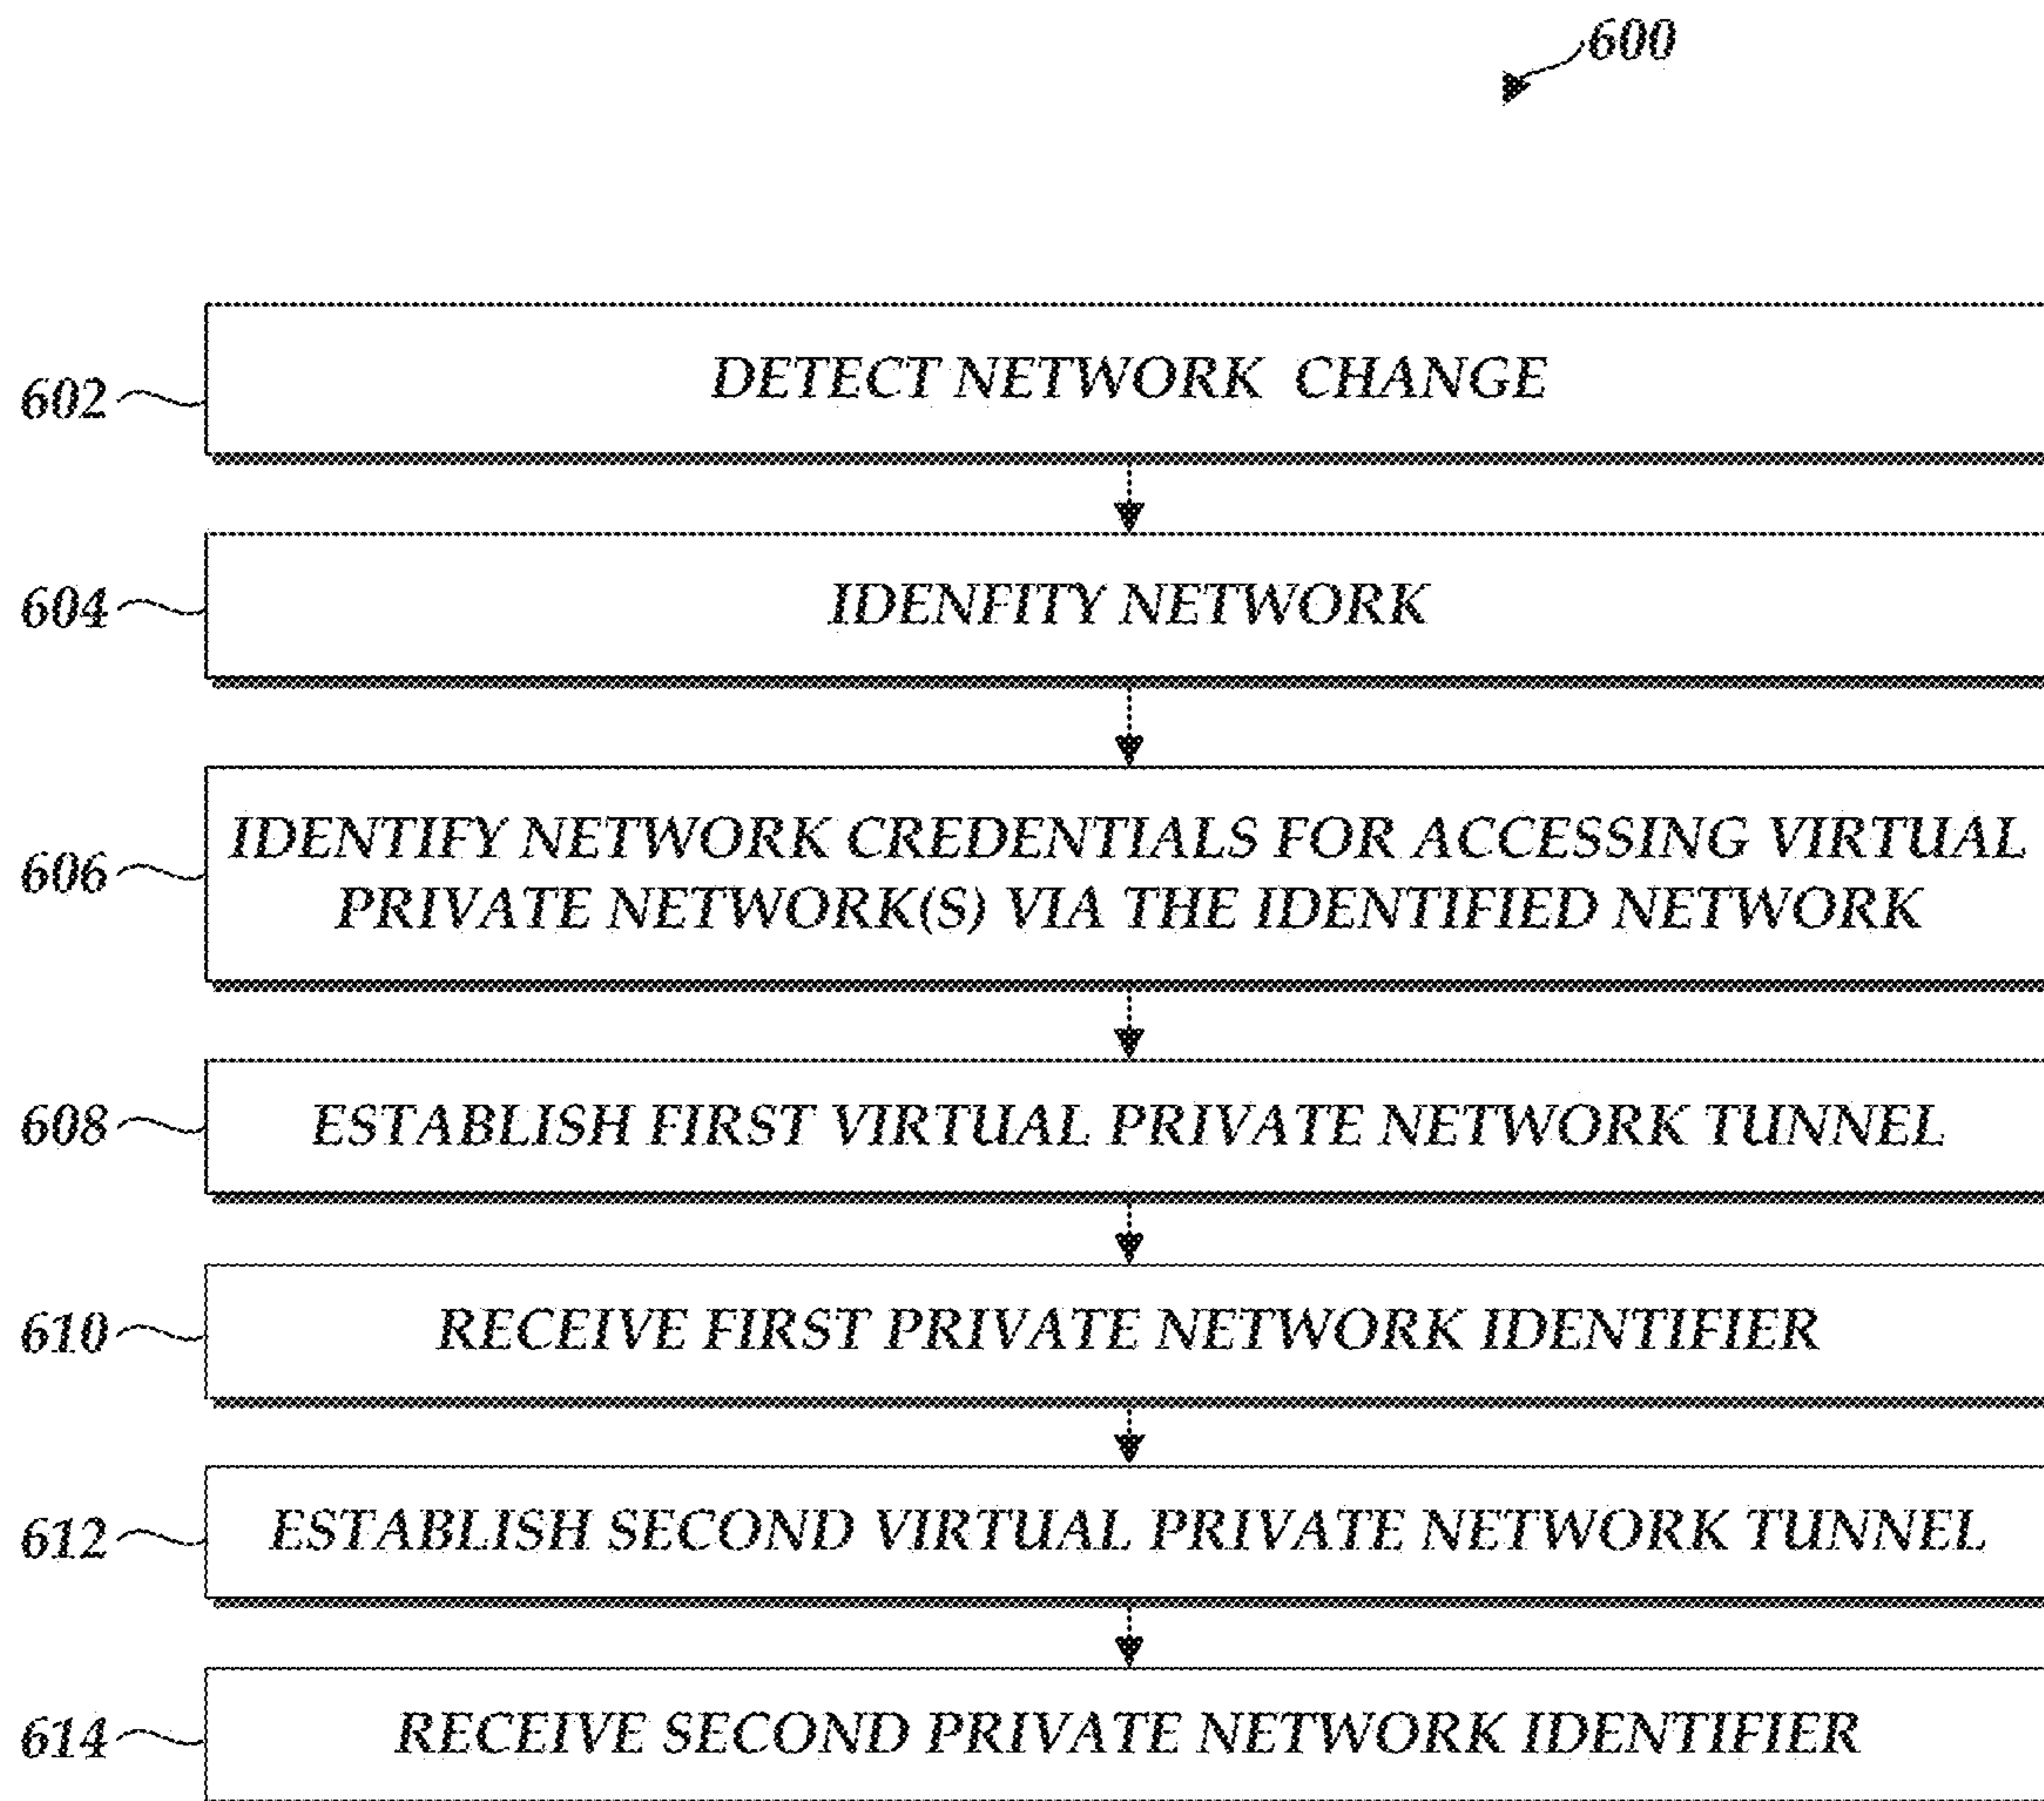 600
602 DETECT NETWORK CHANGE
604 IDENFITY NETWORK
606 IDENTIFY NETWORK CREDENTIALS FOR ACCESSING VIRTUAL
PRIVATE NETWORK(S) VIA THE IDENTIFIED NETWORK
608 ESTABLISH FIRST VIRTUAL PRIVATE NETWORK TUNNEL
610 RECEIVE FIRST PRIVATE NETWORK IDENTIFIER
612 ESTABLISH SECOND VIRTUAL PRIVATE NETWORK TUNNEL
614 RECEIVE SECOND PRIVATE NETWORK IDENTIFIER